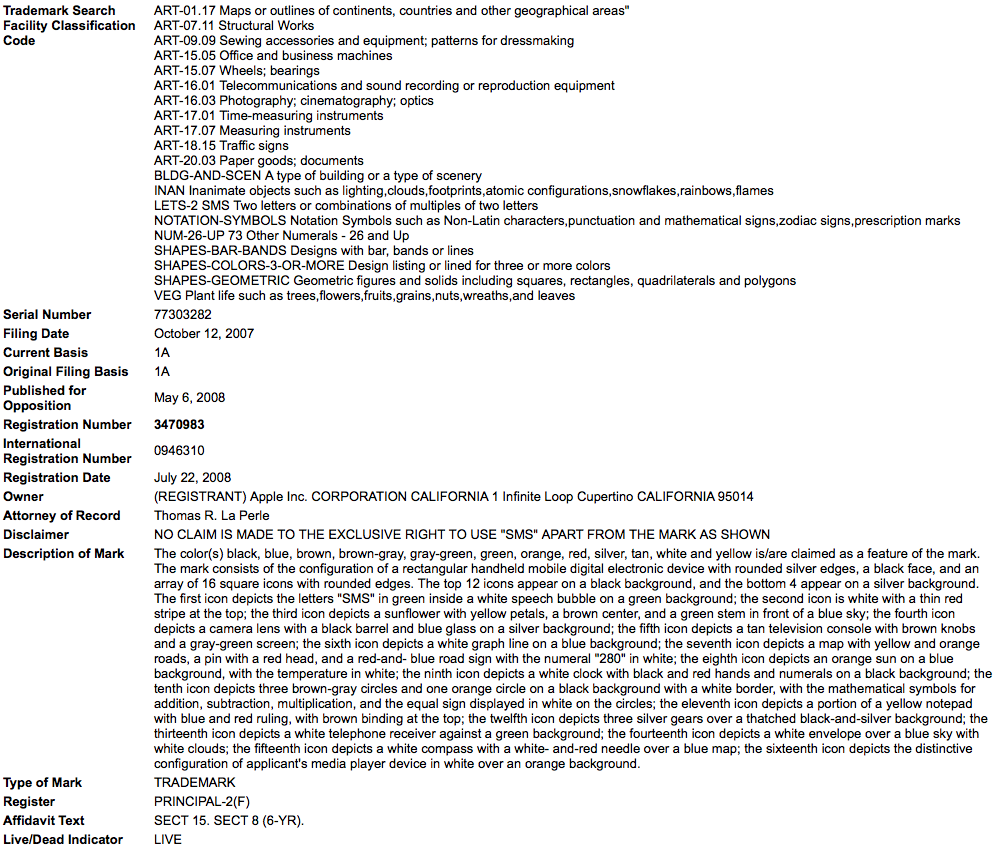 Trademark Search Facility Classification Code
ART-01.17 Maps or outlines of continents, countries and other geographical areas"
ART-07.11 Structural Works
ART-09.09 Sewing accessories and equipment; patterns for dressmaking
ART-15.05 Office and business machines
ART-15.07 Wheels; bearings
ART-16.01 Telecommunications and sound recording or reproduction equipment
ART-16.03 Photography; cinematography; optics
ART-17.01 Time-measuring instruments
ART-17.07 Measuring instruments
ART-18.15 Traffic signs
ART-20.03 Paper goods; documents
BLDG-AND-SCEN A type of building or a type of scenery
INAN Inanimate objects such as lighting,clouds,footprints,atomic configurations,snowflakes,rainbows,flames
LETS-2 SMS Two letters or combinations of multiples of two letters
NOTATION-SYMBOLS Notation Symbols such as Non-Latin characters,punctuation and mathematical signs,zodiac signs,prescription marks
NUM-26-UP 73 Other Numerals - 26 and Up
SHAPES-BAR-BANDS Designs with bar, bands or lines
SHAPES-COLORS-3-OR-MORE Design listing or lined for three or more colors
SHAPES-GEOMETRIC Geometric figures and solids including squares, rectangles, quadrilaterals and polygons
VEG Plant life such as trees,flowers,fruits,grains,nuts,wreaths,and leaves
Serial Number 77303282
Filing Date October 12, 2007
Current Basis 1A
Original Filing Basis 1A
Published for Opposition May 6, 2008
Registration Number 3470983
International Registration Number 0946310
Registration Date July 22, 2008
Owner (REGISTRANT) Apple Inc. CORPORATION CALIFORNIA 1 Infinite Loop Cupertino CALIFORNIA 95014
Attorney of Record Thomas R. La Perle
Disclaimer NO CLAIM IS MADE TO THE EXCLUSIVE RIGHT TO USE "SMS" APART FROM THE MARK AS SHOWN
Description of Mark The color(s) black, blue, brown, brown-gray, gray-green, green, orange, red, silver, tan, white and yellow is/are claimed as a feature of the mark.
The mark consists of the configuration of a rectangular handheld mobile digital electronic device with rounded silver edges, a black face, and an
array of 16 square icons with rounded edges. The top 12 icons appear on a black background, and the bottom 4 appear on a silver background.
The first icon depicts the letters "SMS" in green inside a white speech bubble on a green background; the second icon is white with a thin red
stripe at the top; the third icon depicts a sunflower with yellow petals, a brown center, and a green stem in front of a blue sky; the fourth icon
depicts a camera lens with a black barrel and blue glass on a silver background; the fifth icon depicts a tan television console with brown knobs
and a gray-green screen; the sixth icon depicts a white graph line on a blue background; the seventh icon depicts a map with yellow and orange
roads, a pin with a red head, and a red-and- blue road sign with the numeral "280" in white; the eighth icon depicts an orange sun on a blue
background, with the temperature in white; the ninth icon depicts a white clock with black and red hands and numerals on a black background; the
tenth icon depicts three brown-gray circles and one orange circle on a black background with a white border, with the mathematical symbols for
addition, subtraction, multiplication, and the equal sign displayed in white on the circles; the eleventh icon depicts a portion of a yellow notepad
with blue and red ruling, with brown binding at the top; the twelfth icon depicts three silver gears over a thatched black-and-silver background; the
thirteenth icon depicts a white telephone receiver against a green background; the fourteenth icon depicts a white envelope over a blue sky with
white clouds; the fifteenth icon depicts a white compass with a white- and-red needle over a blue map; the sixteenth icon depicts the distinctive
configuration of applicant's media player device in white over an orange background.
Type of Mark TRADEMARK
Register PRINCIPAL-2(F)
Affidavit Text SECT 15. SECT 8 (6-YR).
Live/Dead Indicator LIVE